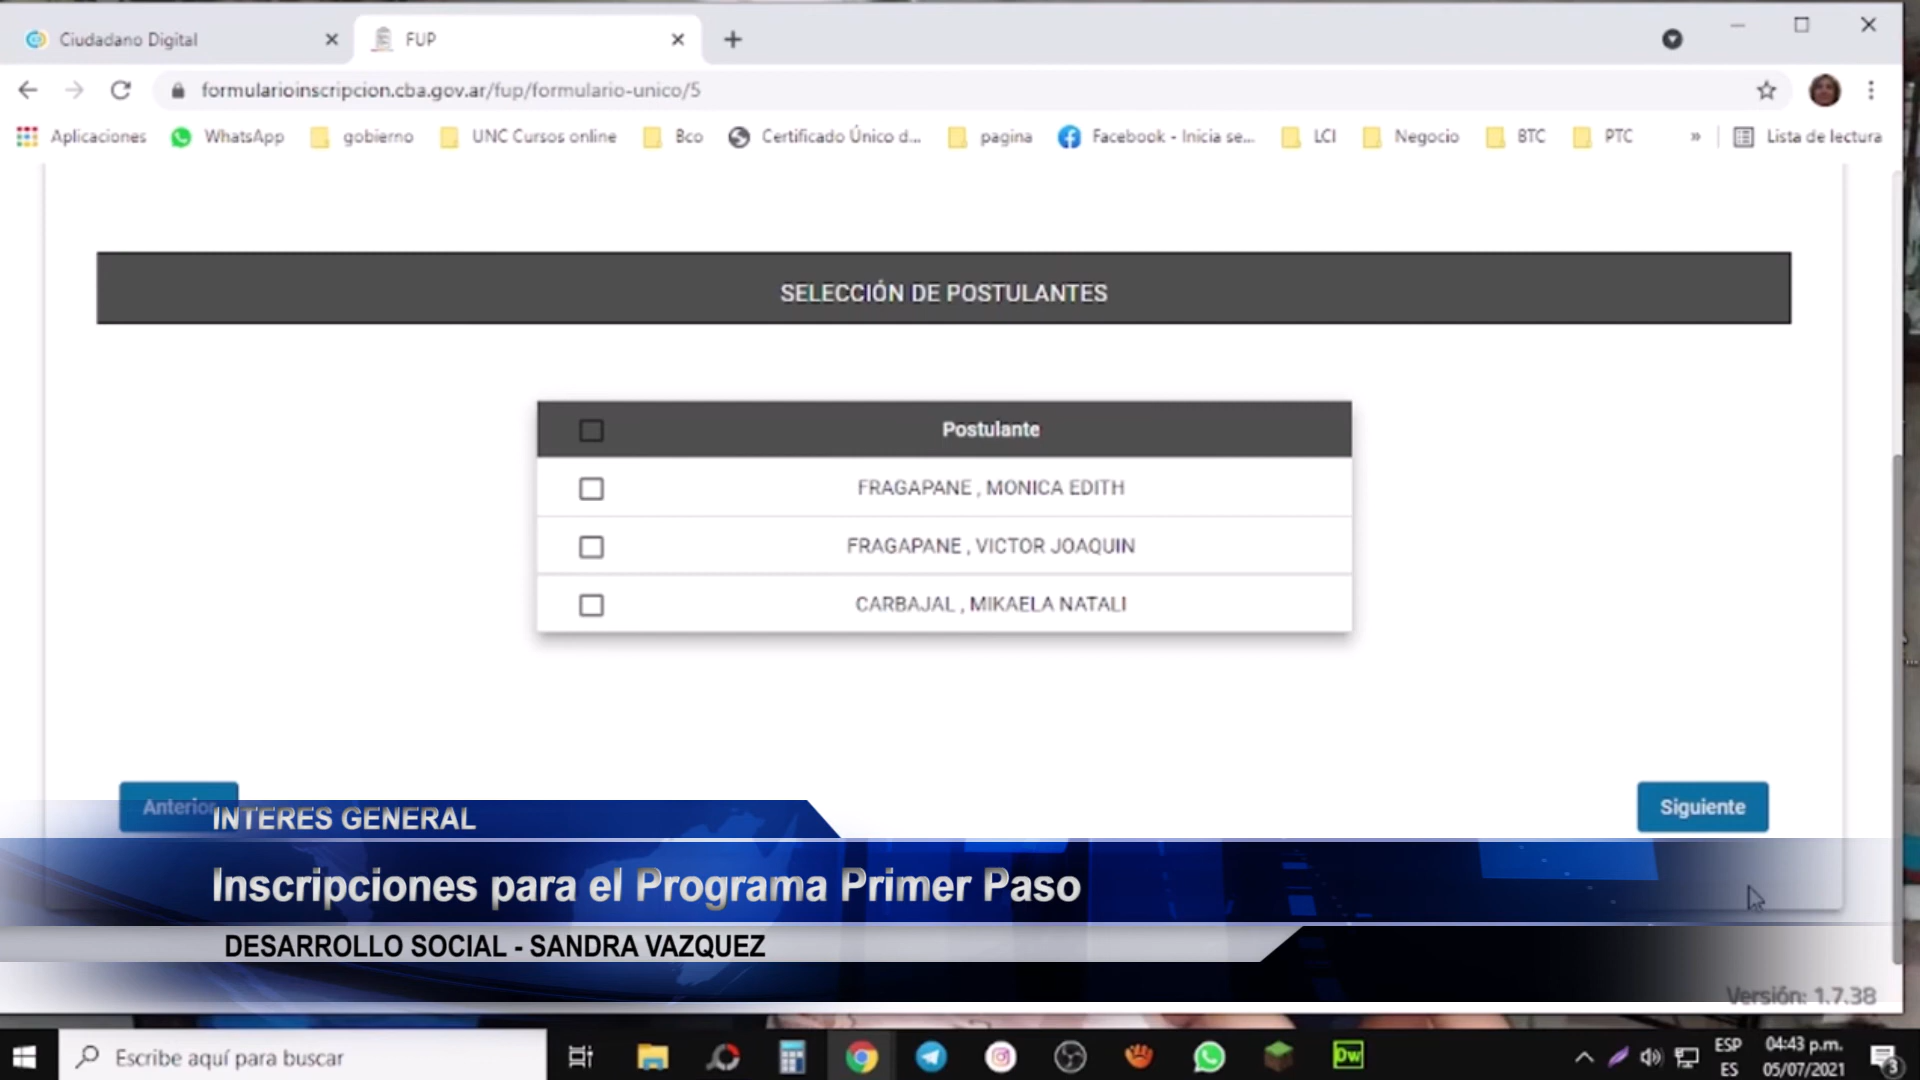 Ciudadano Digital
FUP
formularioinscripcion.cba.gov.ar/fup/formulario-unico/5
Aplicaciones WhatsApp gobierno UNC Cursos online Bco Certificado Único d... pagina Facebook - Inicia se... LCI Negocio BTC PTC » Lista de lectura
SELECCIÓN DE POSTULANTES
Postulante
FRAGAPANE , MONICA EDITH
FRAGAPANE , VICTOR JOAQUIN
CARBAJAL , MIKAELA NATALI
Anterior
Siguiente
INTERES GENERAL
Inscripciones para el Programa Primer Paso
DESARROLLO SOCIAL - SANDRA VAZQUEZ
Versión: 1.7.38
Escribe aquí para buscar
Dw
ESP
ES
04:43 p.m.
05/07/2021
3